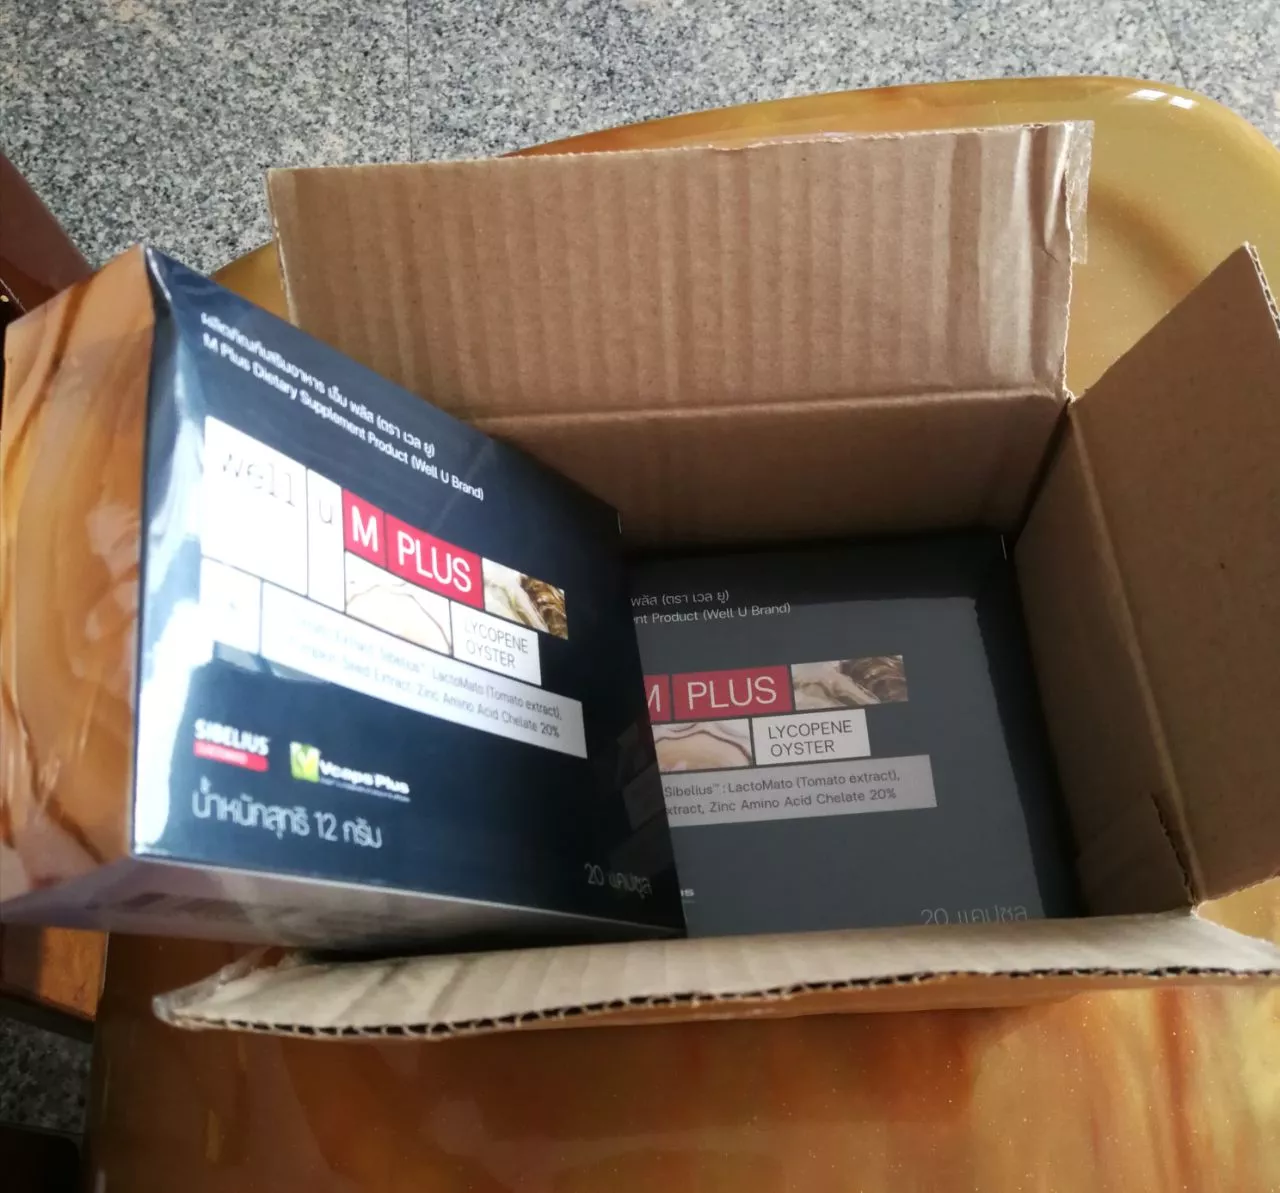 ผลิตภัณฑ์เสริมอาหาร เอ็ม พลัส (ตรา เวล ยู)
M Plus Dietary Supplement Product (Well U Brand)
well u M PLUS
LYCOPENE
OYSTER
Sibelius™: LactoMato (Tomato extract),
Seed Extract, Zinc Amino Acid Chelate 20%
SIBELIUS
Vcaps Plus
น้ำหนักสุทธิ 12 กรัม
20 แคปซูล
พลัส (ตรา เวล ยู)
nt Product (Well U Brand)
M PLUS
LYCOPENE
OYSTER
Sibelius™: LactoMato (Tomato extract),
xtract, Zinc Amino Acid Chelate 20%
20 แคปซูล